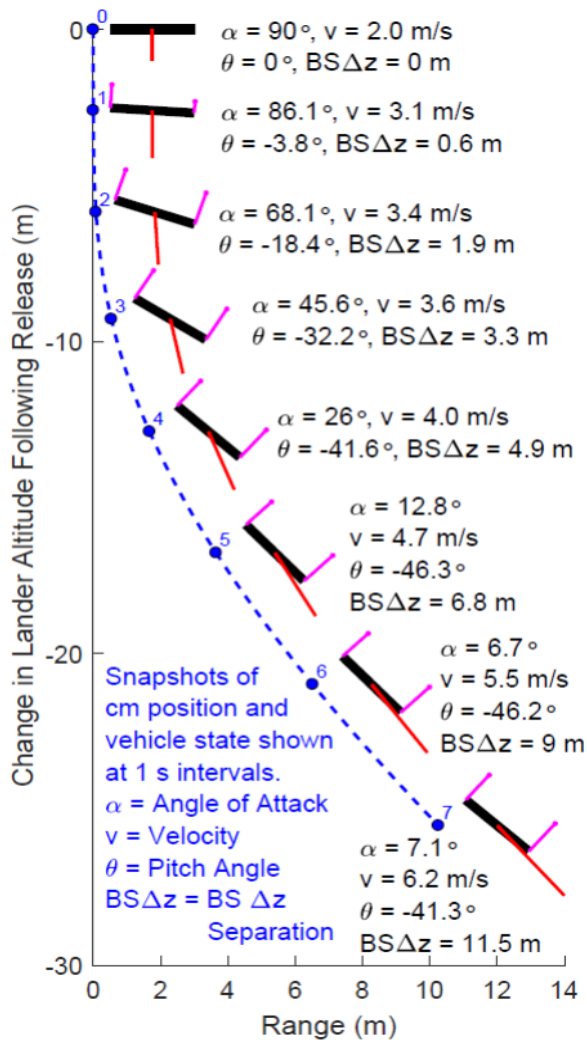 0
0
α = 90°, v = 2.0 m/s
θ = 0°, BSΔz = 0 m
1
α = 86.1°, v = 3.1 m/s
θ = -3.8°, BSΔz = 0.6 m
2
α = 68.1°, v = 3.4 m/s
θ = -18.4°, BSΔz = 1.9 m
3
α = 45.6°, v = 3.6 m/s
θ = -32.2°, BSΔz = 3.3 m
-10
4
α = 26°, v = 4.0 m/s
θ = -41.6°, BSΔz = 4.9 m
5
α = 12.8°
v = 4.7 m/s
θ = -46.3°
BSΔz = 6.8 m
-20
6
α = 6.7°
v = 5.5 m/s
θ = -46.2°
BSΔz = 9 m
Snapshots of
cm position and
vehicle state shown
at 1 s intervals.
α = Angle of Attack
v = Velocity
θ = Pitch Angle
BSΔz = BS Δz
Separation
7
α = 7.1°
v = 6.2 m/s
θ = -41.3°
BSΔz = 11.5 m
-30
0 2 4 6 8 10 12 14
Range (m)
Change in Lander Altitude Following Release (m)